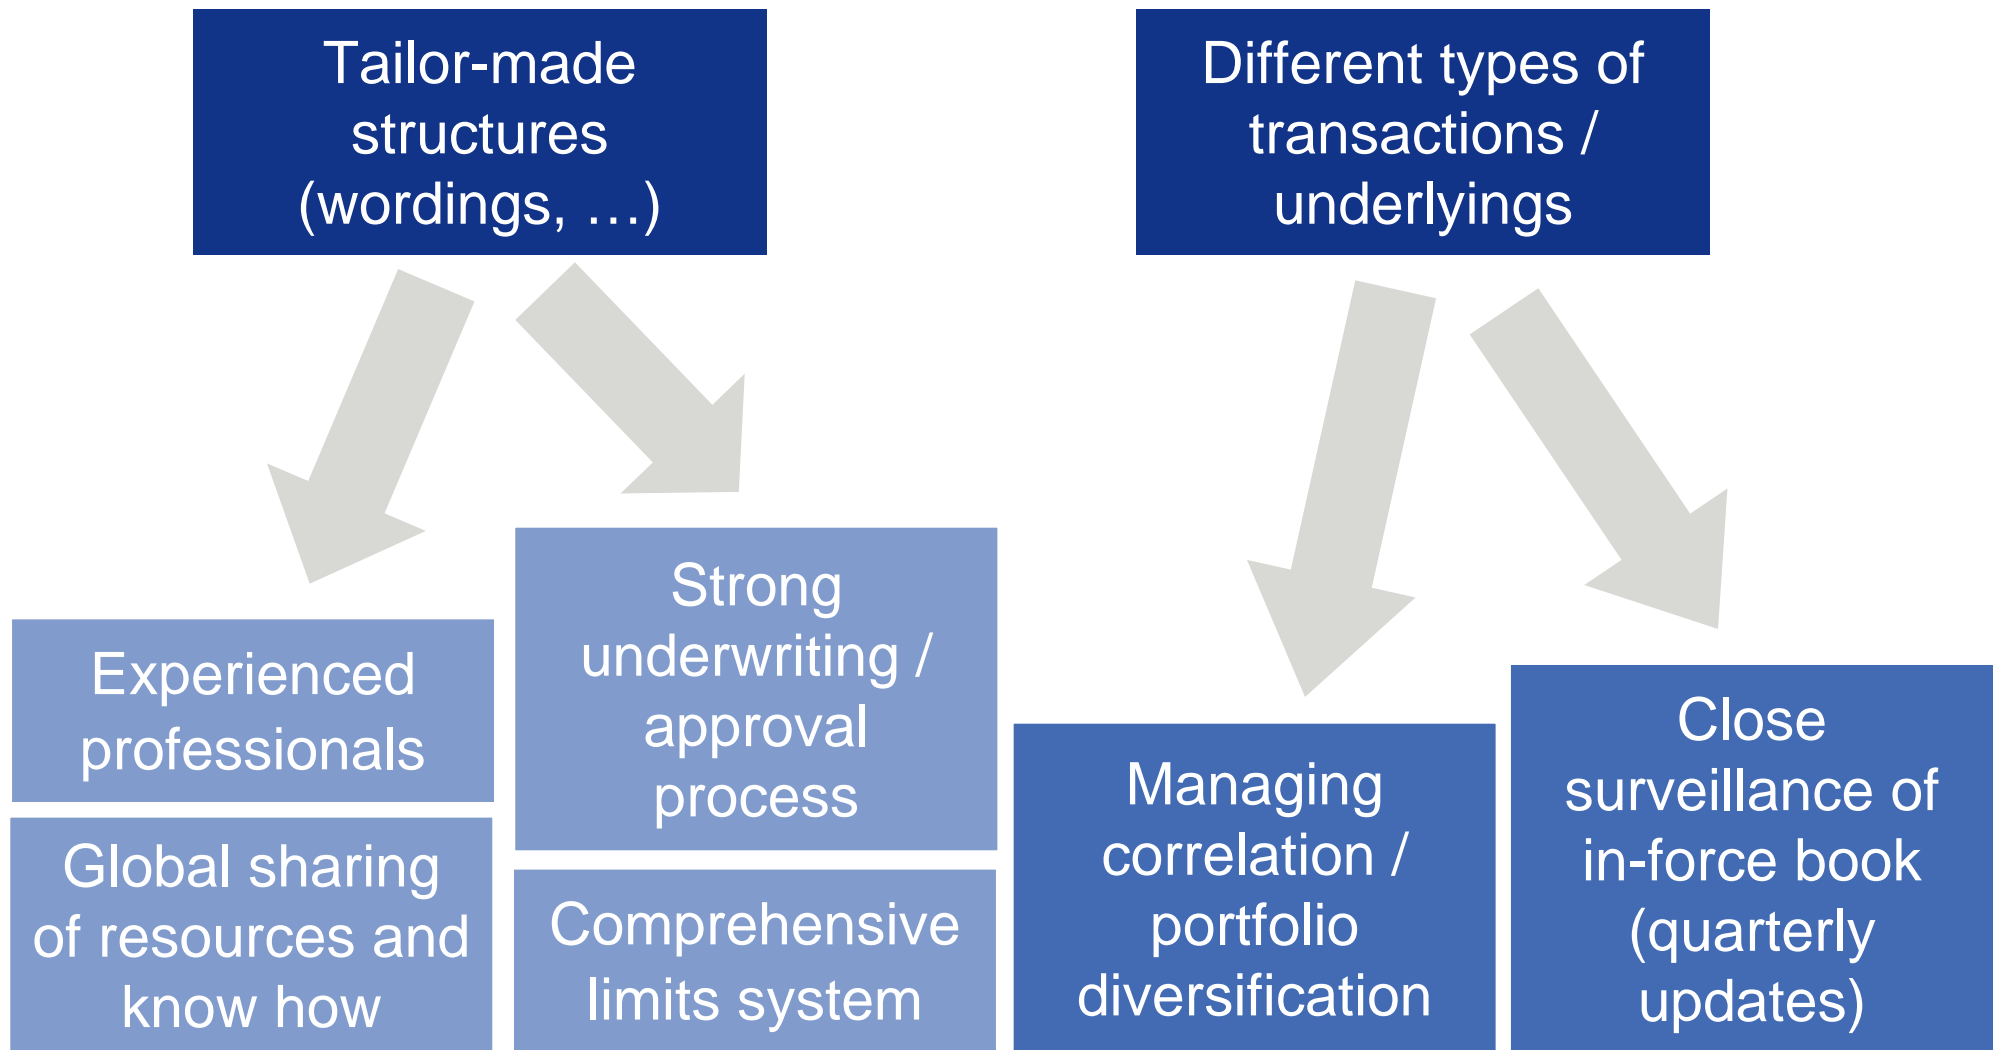 Tailor-made
structures
(wordings, …)
Different types of
transactions /
underlyings
Experienced
professionals
Global sharing
of resources and
know how
Strong
underwriting /
approval
process
Comprehensive
limits system
Managing
correlation /
portfolio
diversification
Close
surveillance of
in-force book
(quarterly
updates)